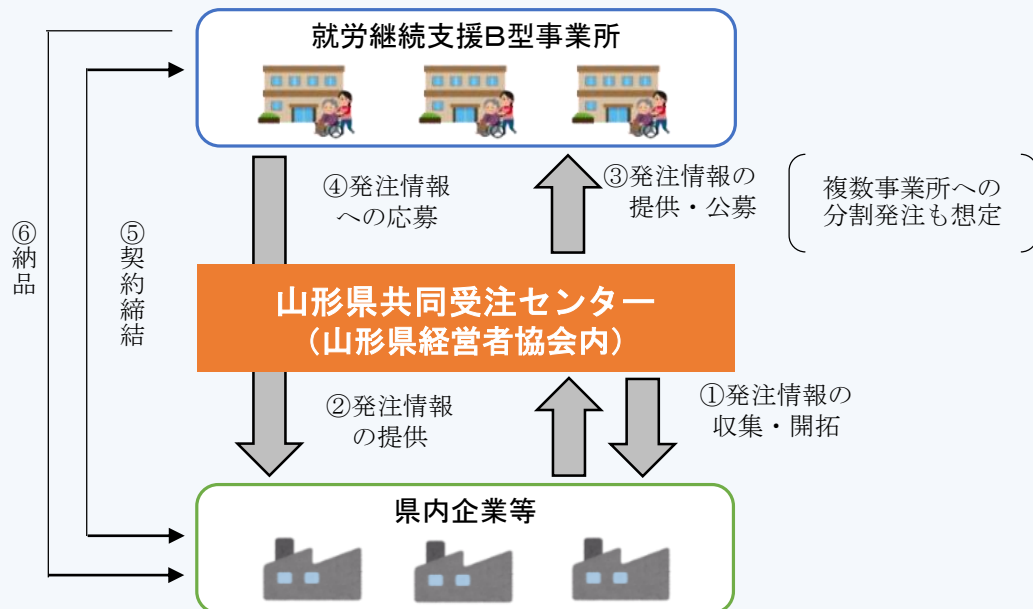 就労継続支援B型事業所
④発注情報
への応募
③発注情報の
提供・公募
複数事業所への
分割発注も想定
⑥納品
⑤契約締結
山形県共同受注センター
(山形県経営者協会内)
②発注情報
の提供
①発注情報の
収集・開拓
県内企業等